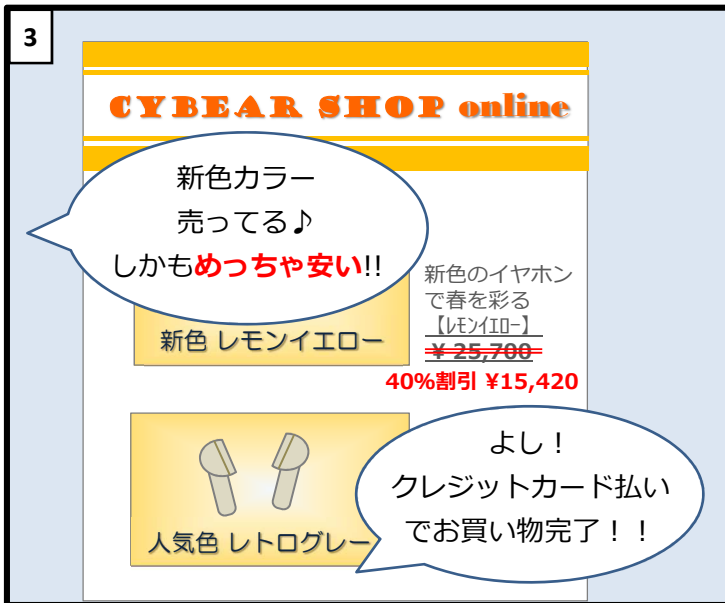 3
CYBEAR SHOP online
新色カラー
売ってる♪
しかもめっちゃ安い!!
新色 レモンイエロー
新色のイヤホン
で春を彩る
【ﾚﾓﾝｲｴﾛｰ】
¥ 25,700
40%割引 ¥15,420
人気色 レトログレー
よし！
クレジットカード払い
でお買い物完了！！